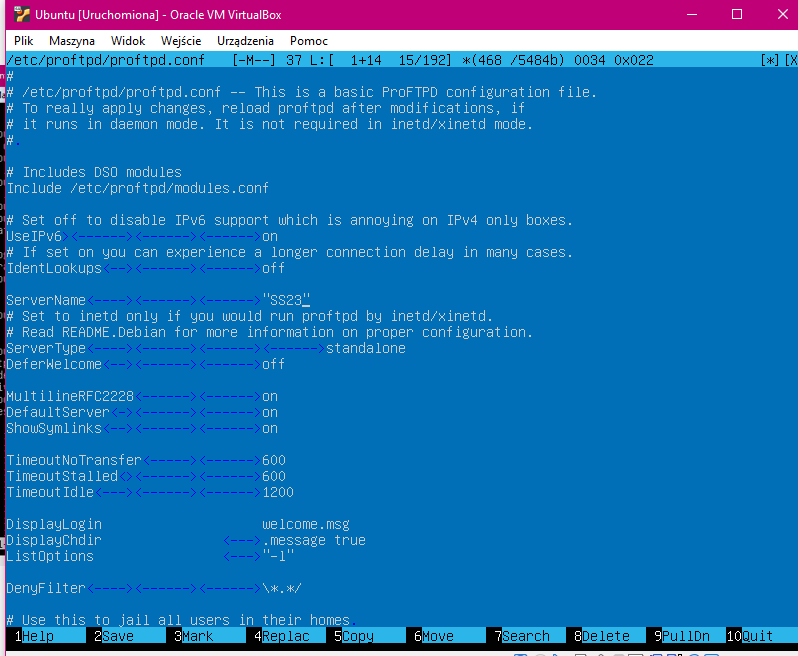 Ubuntu [Uruchomiona] - Oracle VM VirtualBox
Plik Maszyna Widok Wejście Urządzenia Pomoc
/etc/proftpd/proftpd.conf [-M--] 37 L:[ 1+14 15/192] *(468 /5484b) 0034 0x022 [*][X
#
# /etc/proftpd/proftpd.conf -- This is a basic ProFTPD configuration file.
# To really apply changes, reload proftpd after modifications, if
# it runs in daemon mode. It is not required in inetd/xinetd mode.
#.
# Includes DSO modules
Include /etc/proftpd/modules.conf
# Set off to disable IPv6 support which is annoying on IPv4 only boxes.
UseIPv6><------><------><------>on
# If set on you can experience a longer connection delay in many cases.
IdentLookups<--><------><------>off
ServerName<----><------><------>"SS23"
# Set to inetd only if you would run proftpd by inetd/xinetd.
# Read README.Debian for more information on proper configuration.
ServerType<----><------><------><------>standalone
DeferWelcome<--><------><------>off
MultilineRFC2228<------><------>on
DefaultServer<-><------><------>on
ShowSymlinks<--><------><------>on
TimeoutNoTransfer<-----><------>600
TimeoutStalled<><------><------>600
TimeoutIdle<---><------><------>1200
DisplayLogin welcome.msg
DisplayChdir <--->.message true
ListOptions <--->"-l"
DenyFilter<----><------><------>\*.*/
# Use this to jail all users in their homes.
1Help 2Save 3Mark 4Replac 5Copy 6Move 7Search 8Delete 9PullDn 10Quit